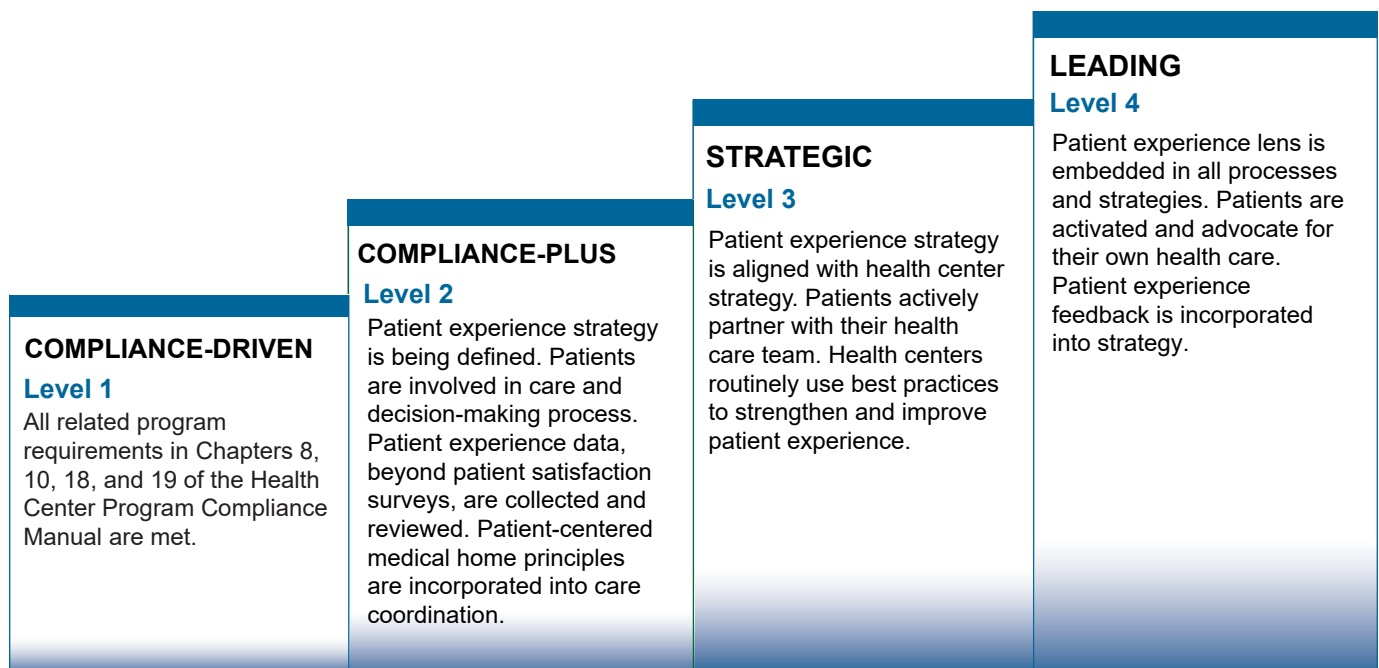 COMPLIANCE-DRIVEN
Level 1
All related program
requirements in Chapters 8,
10, 18, and 19 of the Health
Center Program Compliance
Manual are met.
COMPLIANCE-PLUS
Level 2
Patient experience strategy
is being defined. Patients
are involved in care and
decision-making process.
Patient experience data,
beyond patient satisfaction
surveys, are collected and
reviewed. Patient-centered
medical home principles
are incorporated into care
coordination.
STRATEGIC
Level 3
Patient experience strategy
is aligned with health center
strategy. Patients actively
partner with their health
care team. Health centers
routinely use best practices
to strengthen and improve
patient experience.
LEADING
Level 4
Patient experience lens is
embedded in all processes
and strategies. Patients are
activated and advocate for
their own health care.
Patient experience
feedback is incorporated
into strategy.